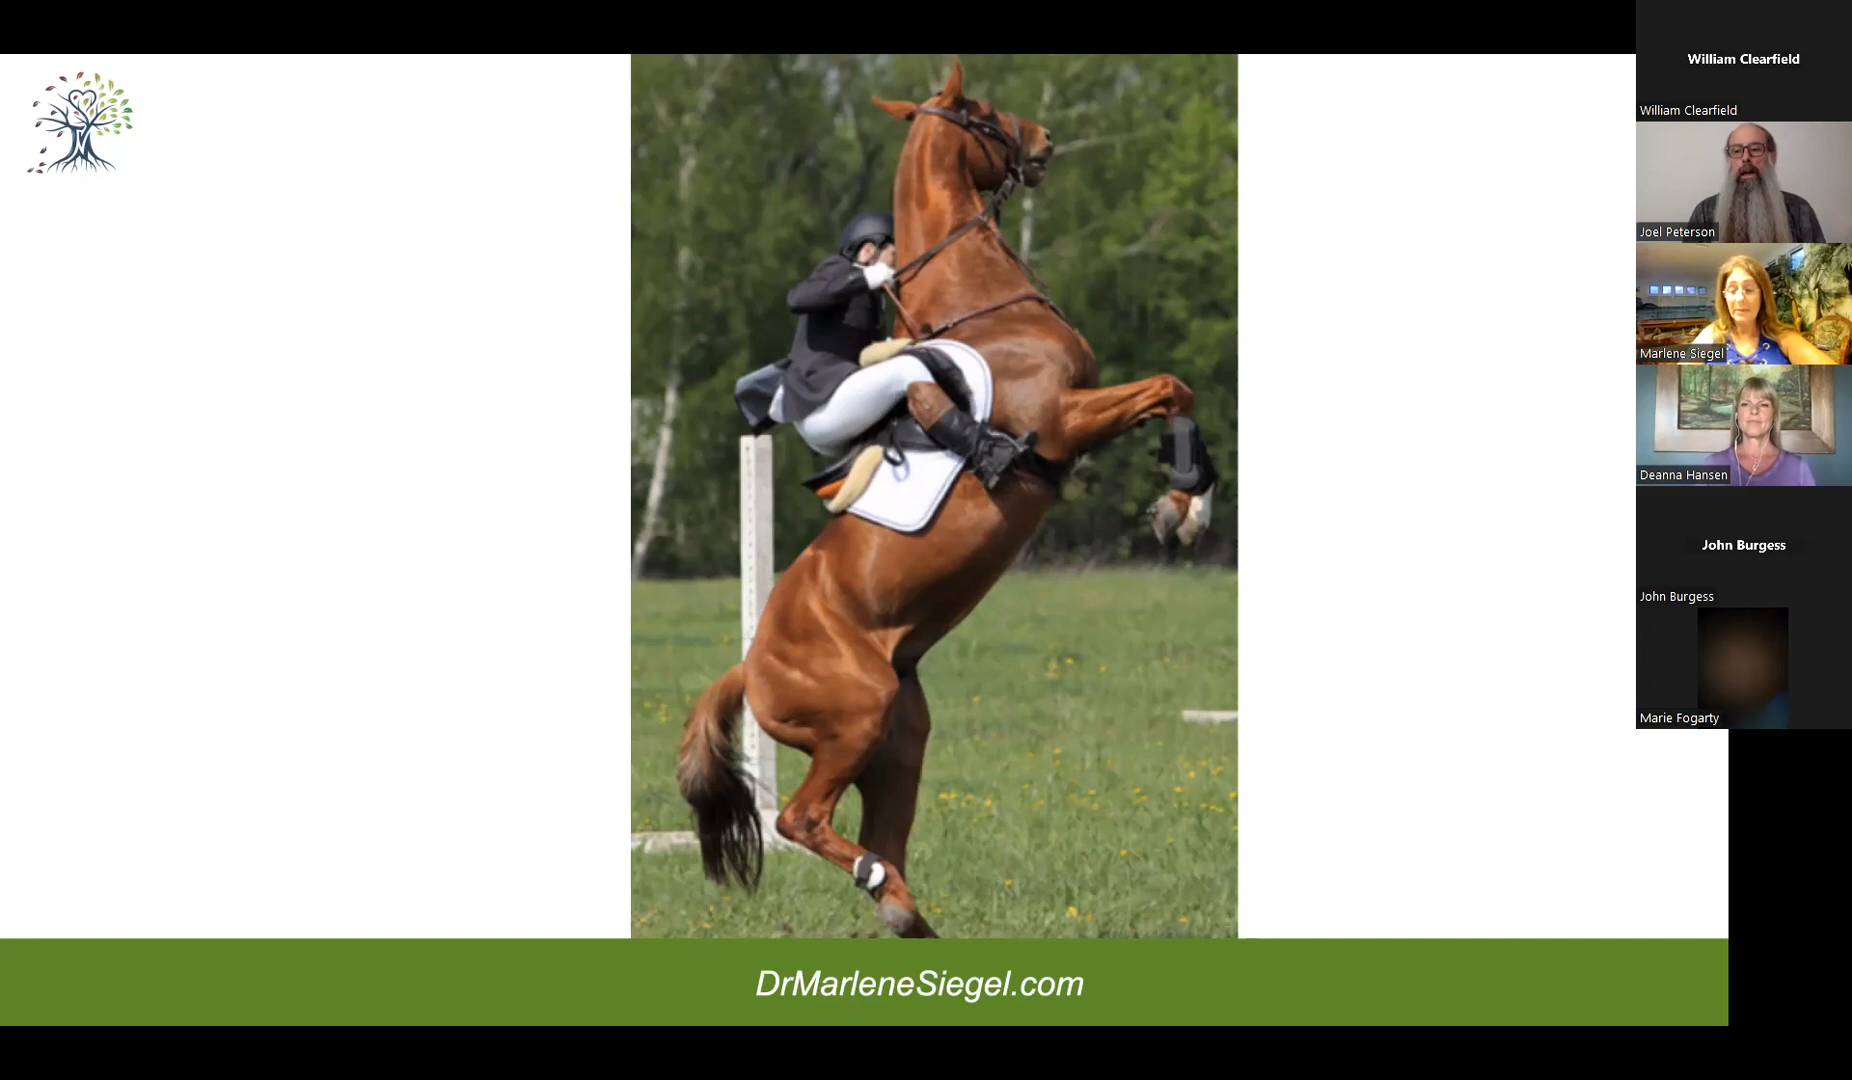 William Clearfield
William Clearfield
Joel Peterson
Marlene Siegel
Deanna Hansen
John Burgess
John Burgess
Marie Fogarty
DrMarleneSiegel.com